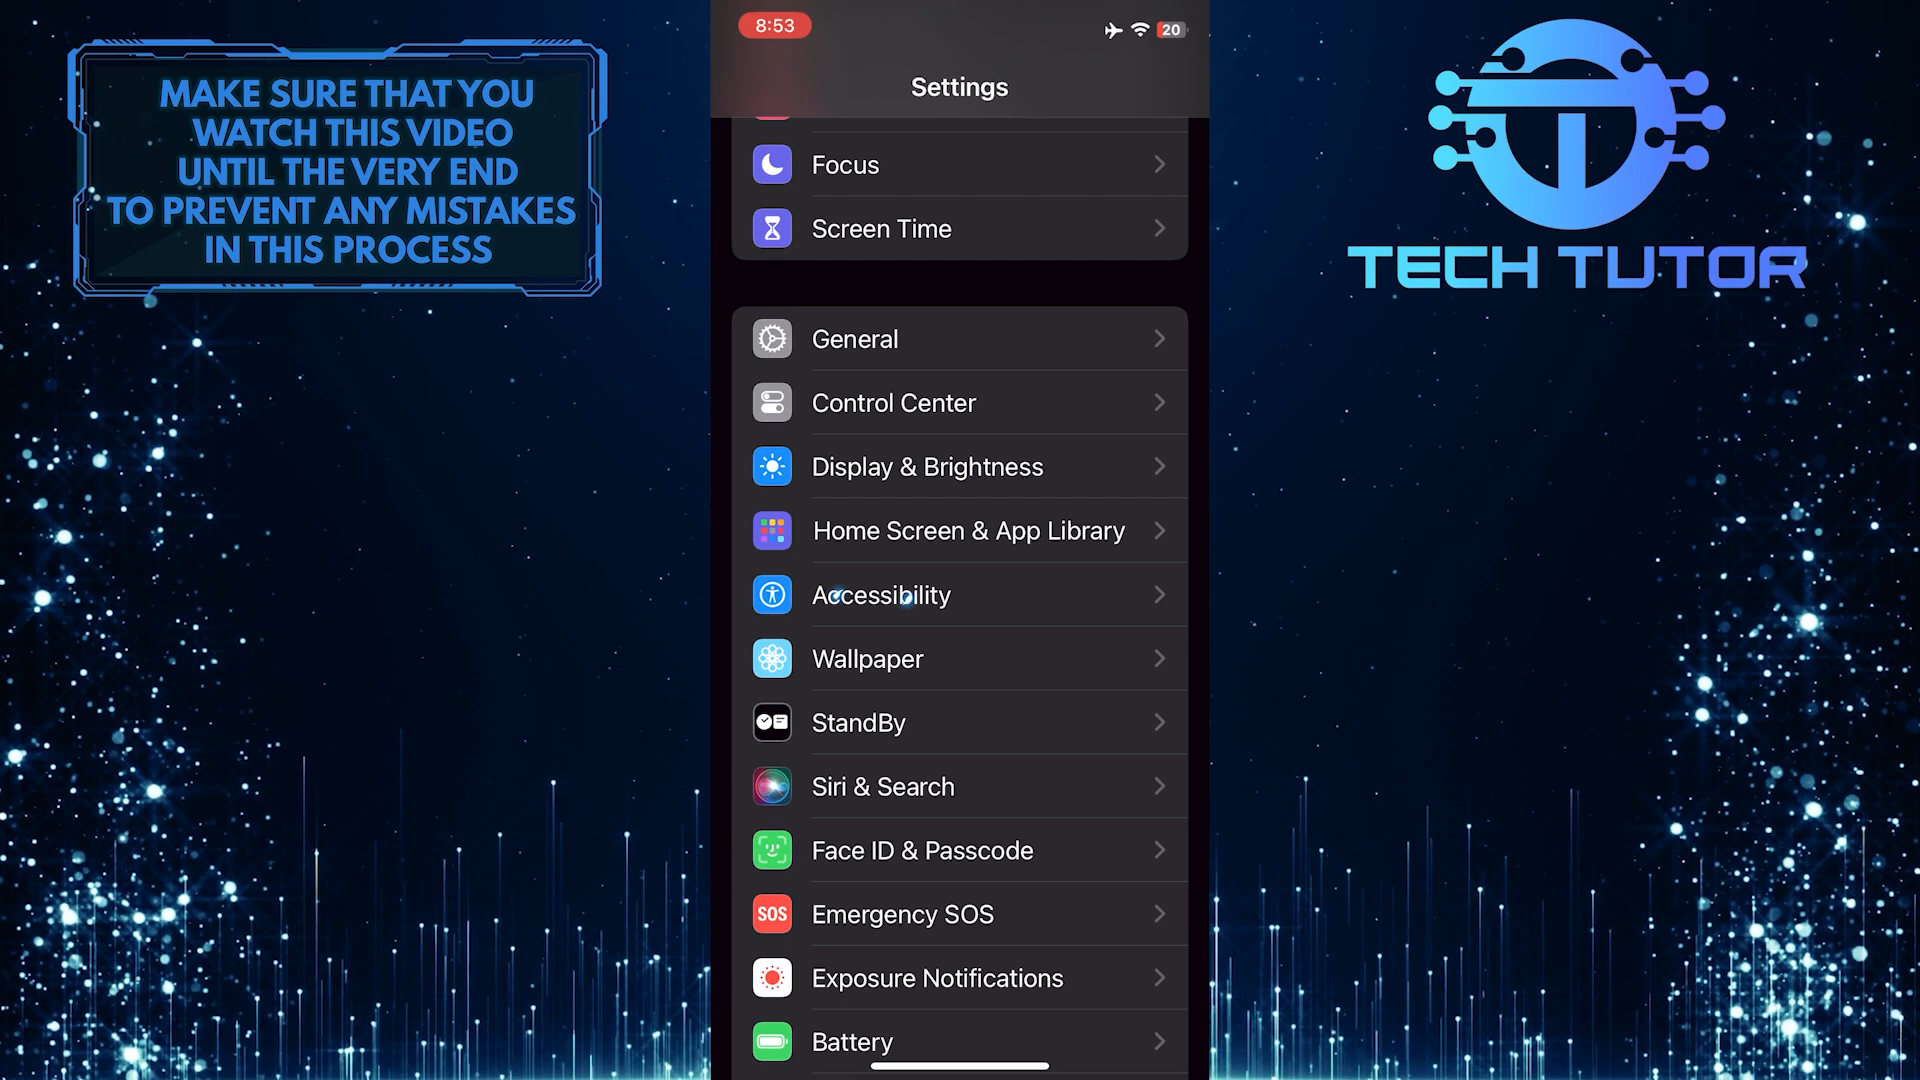 MAKE SURE THAT YOU
WATCH THIS VIDEO
UNTIL THE VERY END
TO PREVENT ANY MISTAKES
IN THIS PROCESS
8:53
20
Settings
Focus
Screen Time
General
Control Center
Display & Brightness
Home Screen & App Library
Accessibility
Wallpaper
StandBy
Siri & Search
Face ID & Passcode
SOS Emergency SOS
Exposure Notifications
Battery
TECH TUTOR